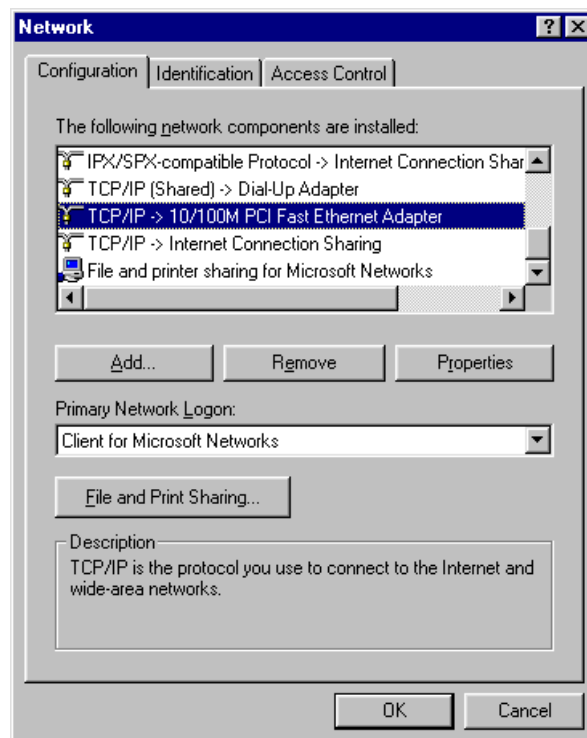 Network
Configuration Identification Access Control
The following network components are installed:
IPX/SPX-compatible Protocol -> Internet Connection Shar
TCP/IP (Shared) -> Dial-Up Adapter
TCP/IP -> 10/100M PCI Fast Ethernet Adapter
TCP/IP -> Internet Connection Sharing
File and printer sharing for Microsoft Networks
Add... Remove Properties
Primary Network Logon:
Client for Microsoft Networks
File and Print Sharing...
Description
TCP/IP is the protocol you use to connect to the Internet and
wide-area networks.
OK Cancel